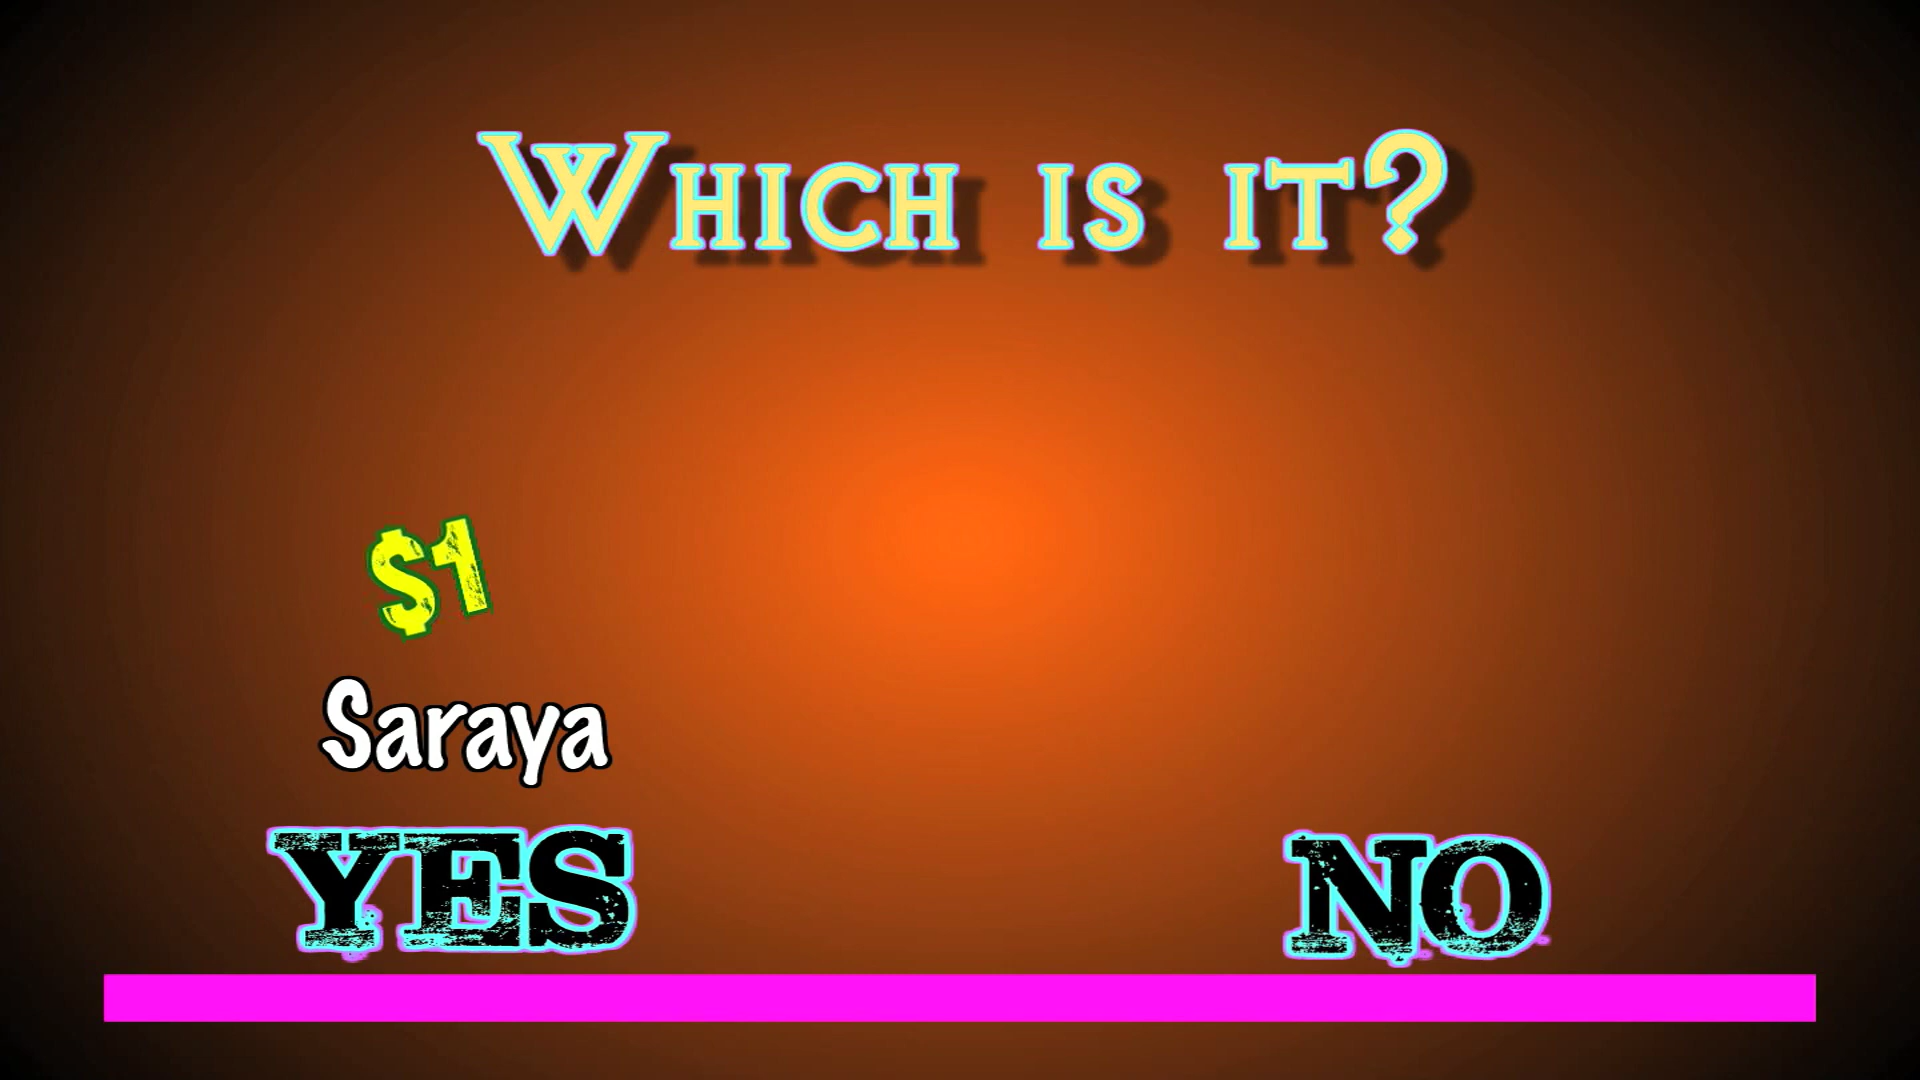 Which is it?
$1
Saraya
YES
NO